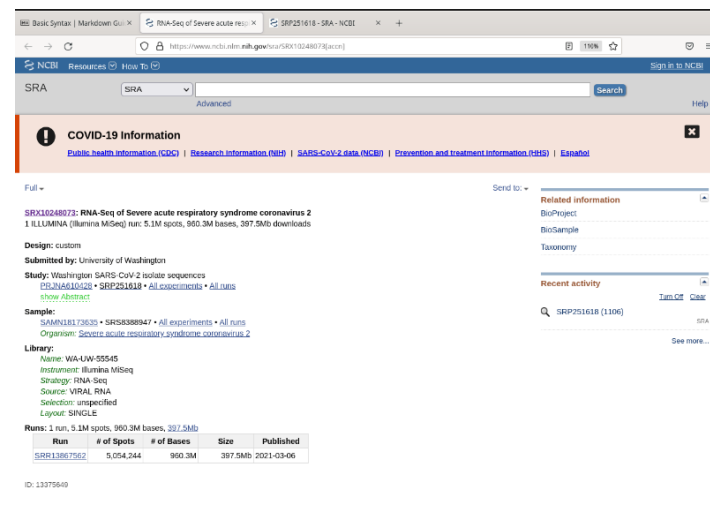 Basic Syntax | Markdown Gui
RNA-Seq of Severe acute resp
SRP251618 - SRA - NCBI
https://www.ncbi.nlm.nih.gov/sra/SRX10248073[accn]
110%
NCBI Resources How To Sign in to NCBI
SRA SRA Search
Advanced Help
COVID-19 Information
Public health information (CDC) | Research information (NIH) | SARS-CoV-2 data (NCBI) | Prevention and treatment information (HHS) | Español
Full Send to:
SRX10248073: RNA-Seq of Severe acute respiratory syndrome coronavirus 2
1 ILLUMINA (Illumina MiSeq) run: 5.1M spots, 960.3M bases, 397.5Mb downloads
Design: custom
Submitted by: University of Washington
Study: Washington SARS-CoV-2 isolate sequences
PRJNA610428 • SRP251618 • All experiments • All runs
show Abstract
Sample:
SAMN18173635 • SRS8388947 • All experiments • All runs
Organism: Severe acute respiratory syndrome coronavirus 2
Library:
Name: WA-UW-55545
Instrument: Illumina MiSeq
Strategy: RNA-Seq
Source: VIRAL RNA
Selection: unspecified
Layout: SINGLE
Runs: 1 run, 5.1M spots, 960.3M bases, 397.5Mb
Run # of Spots # of Bases Size Published
SRR13867562 5,054,244 960.3M 397.5Mb 2021-03-06
ID: 13375649
Related information
BioProject
BioSample
Taxonomy
Recent activity
Turn Off Clear
SRP251618 (1106)
SRA
See more...